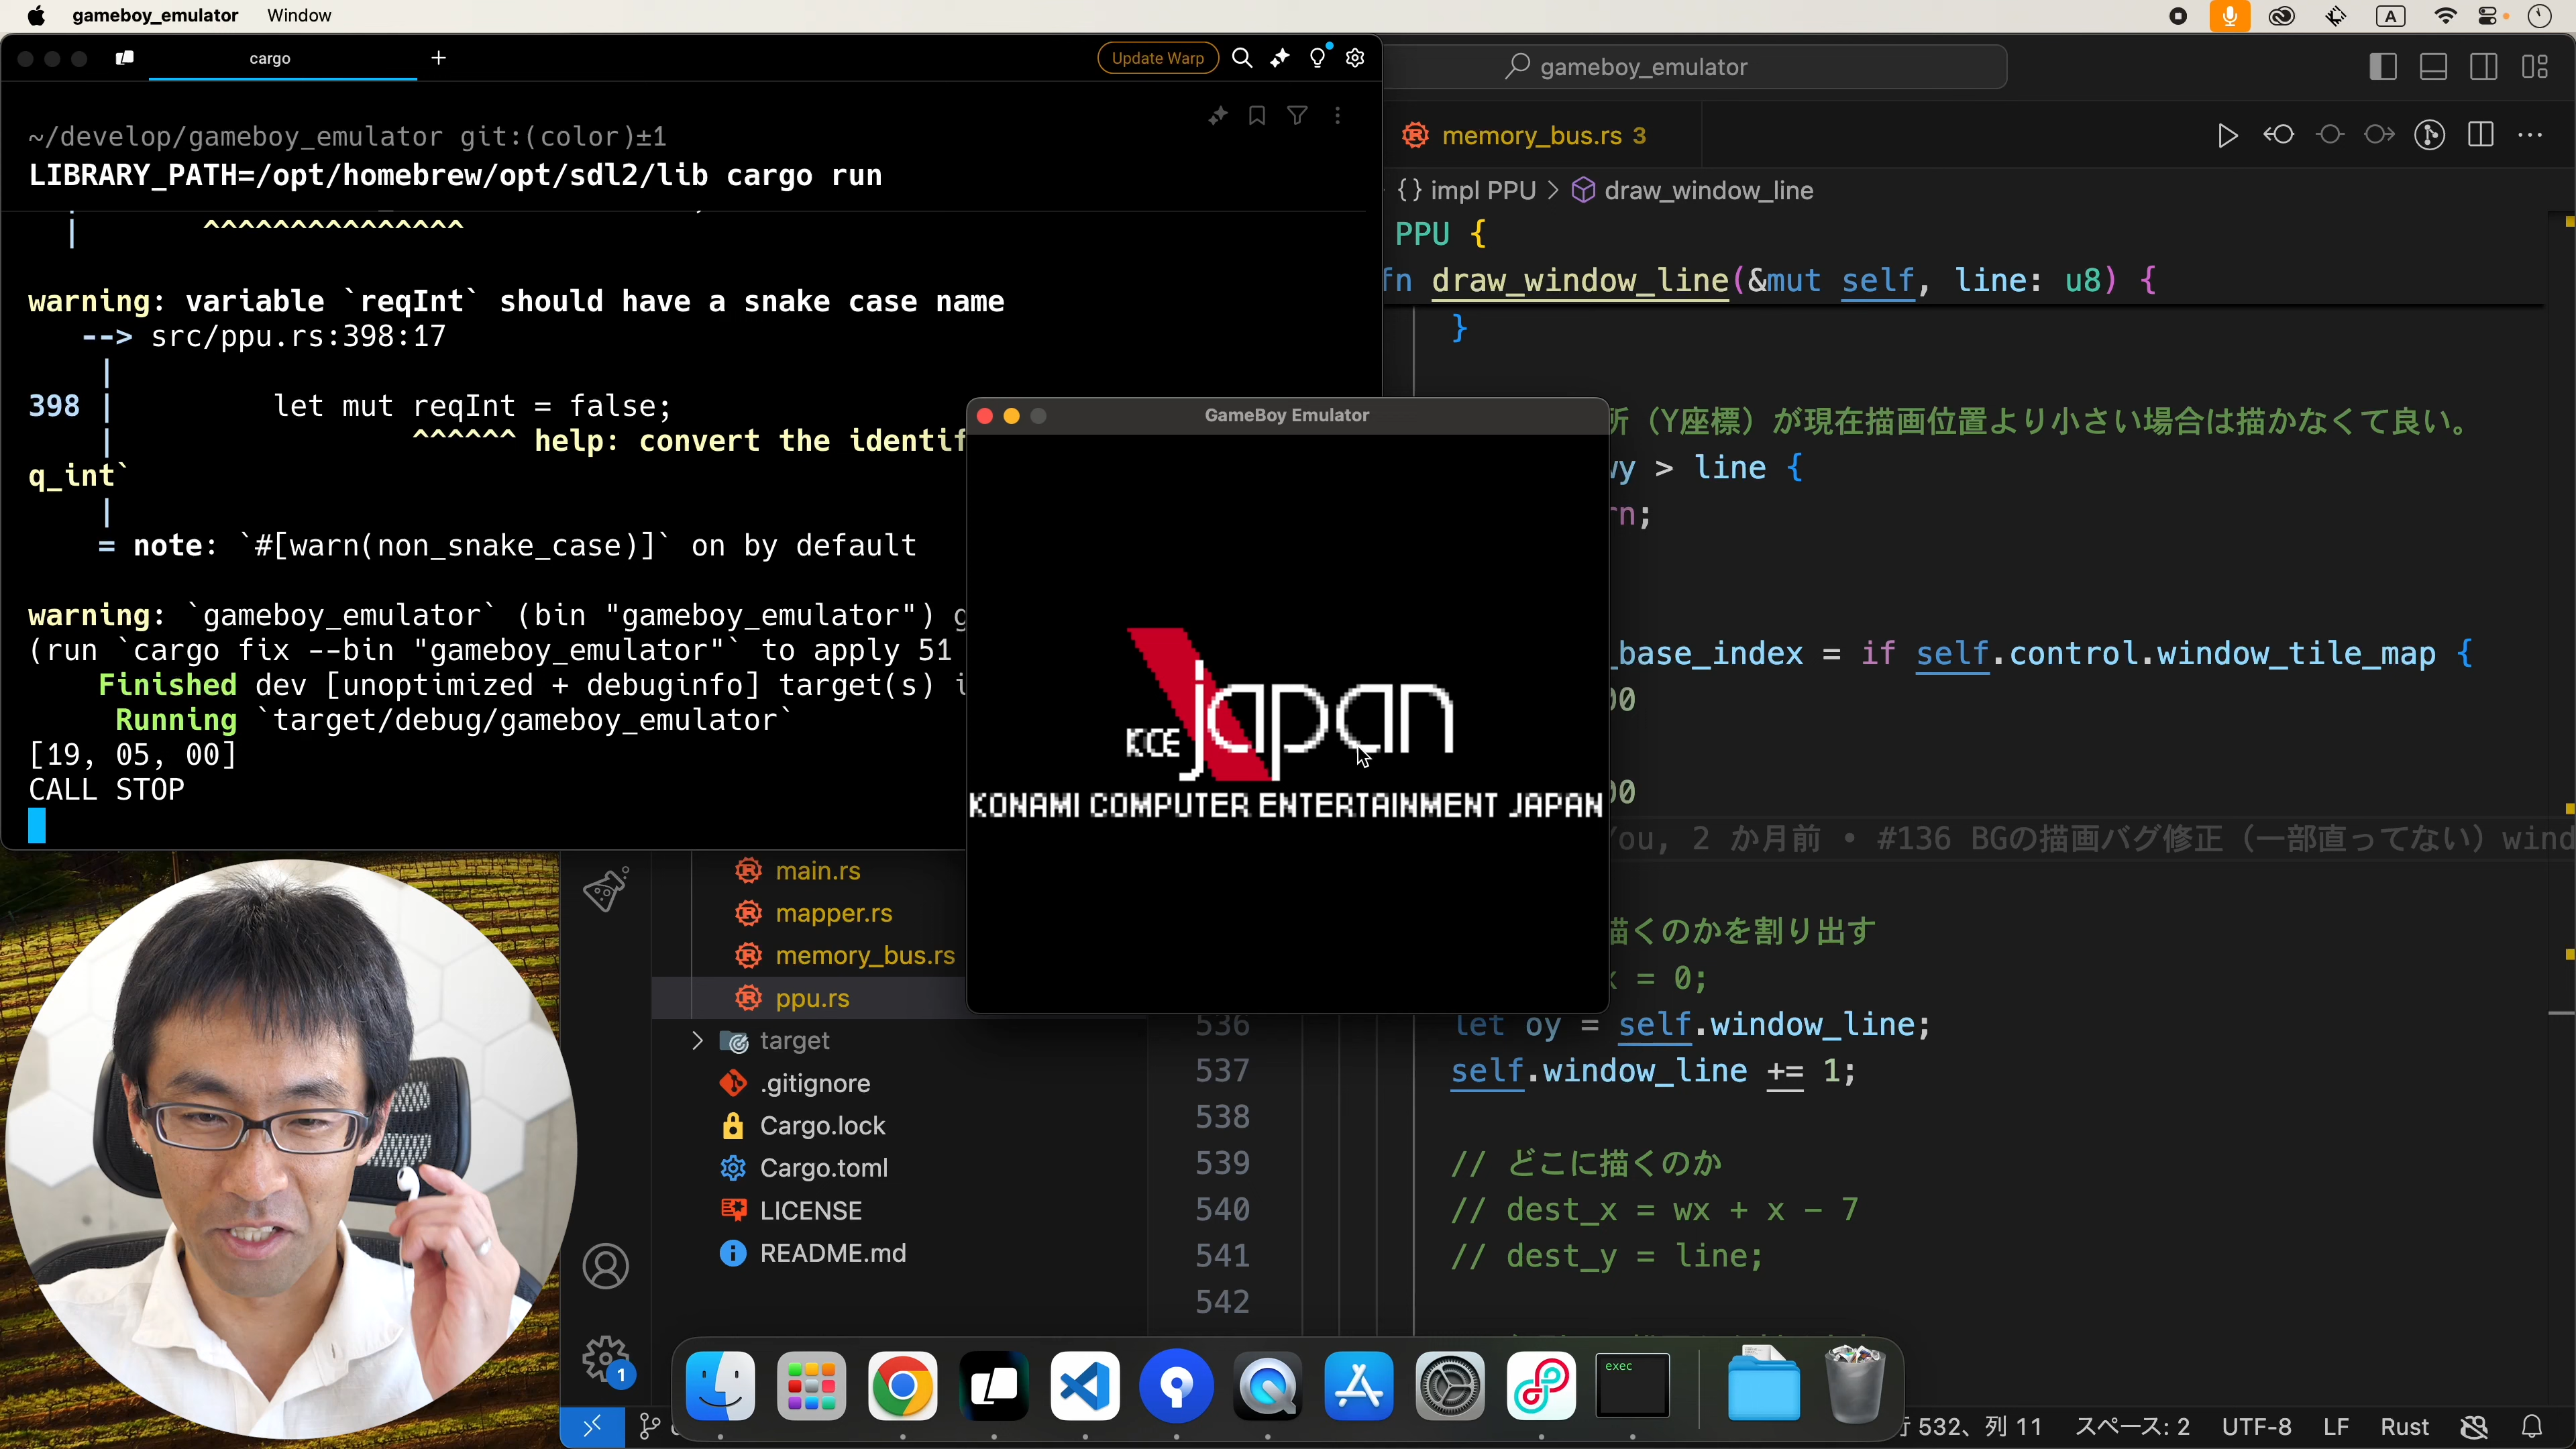 gameboy_emulator Window
A
cargo +
Update Warp
~/develop/gameboy_emulator git:(color)±1
LIBRARY_PATH=/opt/homebrew/opt/sdl2/lib cargo run
| ^^^^^^^^^^^^^^^
warning: variable `reqInt` should have a snake case name
--> src/ppu.rs:398:17
|
398 | let mut reqInt = false;
| ^^^^^^ help: convert the identif
q_int`
|
= note: `#[warn(non_snake_case)]` on by default
warning: `gameboy_emulator` (bin "gameboy_emulator") g
(run `cargo fix --bin "gameboy_emulator"` to apply 51
Finished dev [unoptimized + debuginfo] target(s) i
Running `target/debug/gameboy_emulator`
[19, 05, 00]
CALL STOP
GameBoy Emulator
KCE japan
KONAMI COMPUTER ENTERTAINMENT JAPAN
gameboy_emulator
memory_bus.rs 3
{} impl PPU > draw_window_line
PPU {
fn draw_window_line(&mut self, line: u8) {
}
所（Y座標）が現在描画位置より小さい場合は描かなくて良い。
wy > line {
rn;
_base_index = if self.control.window_tile_map {
00
00
You, 2 か月前 • #136 BGの描画バグ修正（一部直ってない）wind
描くのかを割り出す
x = 0;
536 let oy = self.window_line;
537 self.window_line += 1;
538
539 // どこに描くのか
540 // dest_x = wx + x - 7
541 // dest_y = line;
542
main.rs
mapper.rs
memory_bus.rs
ppu.rs
target
.gitignore
Cargo.lock
Cargo.toml
LICENSE
README.md
1
exec
行 532、列 11 スペース: 2 UTF-8 LF Rust